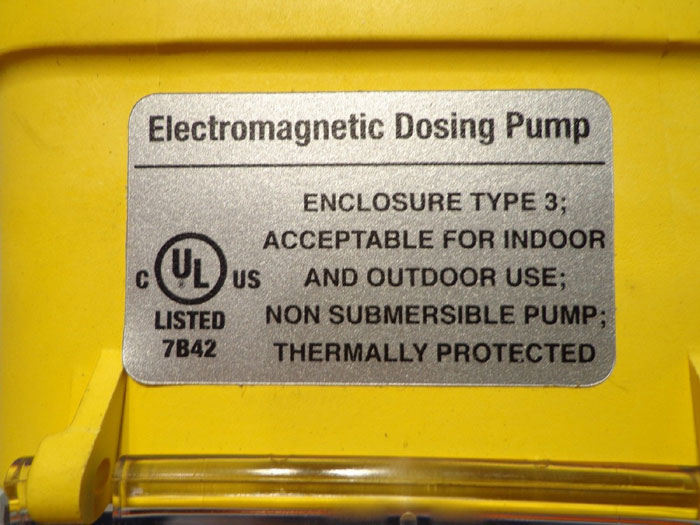 Electromagnetic Dosing Pump
ENCLOSURE TYPE 3;
ACCEPTABLE FOR INDOOR
AND OUTDOOR USE;
NON SUBMERSIBLE PUMP;
THERMALLY PROTECTED
C UL US
LISTED
7B42